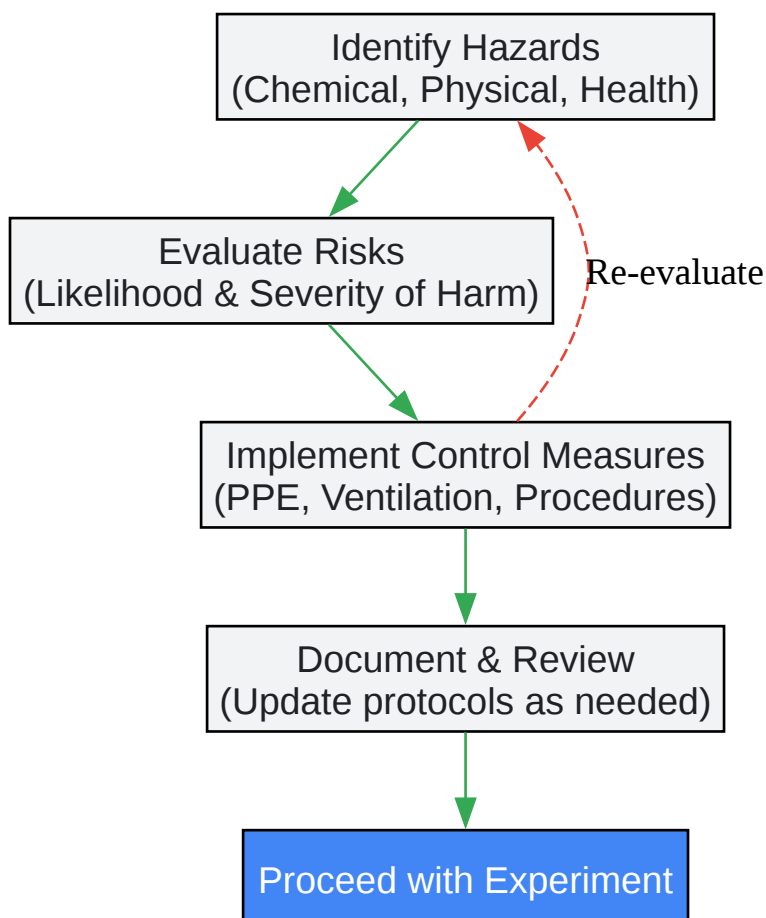 Identify Hazards
(Chemical, Physical, Health)
Evaluate Risks
(Likelihood & Severity of Harm)
Re-evaluate
Implement Control Measures
(PPE, Ventilation, Procedures)
Document & Review
(Update protocols as needed)
Proceed with Experiment